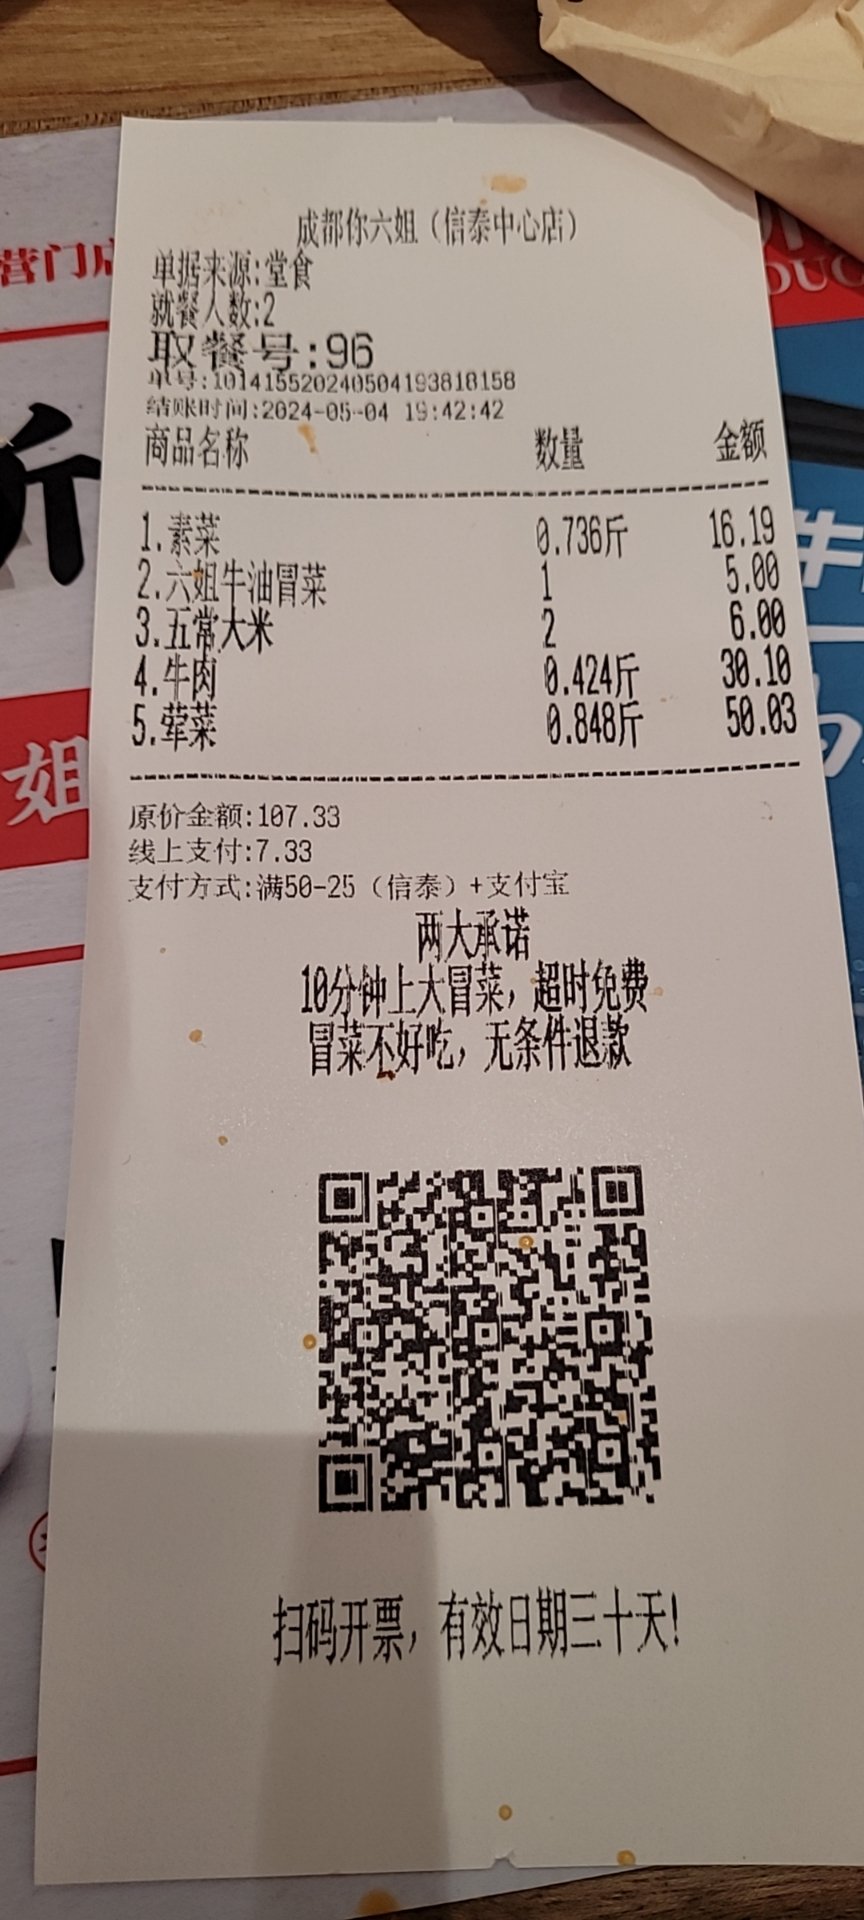 成都你六姐（信泰中心店）
单据来源:堂食
就餐人数:2
取餐号:96
单号:101415520240504193818158
结账时间:2024-05-04 19:42:42
商品名称 数量 金额
1.素菜 0.736斤 16.19
2.六姐牛油冒菜 1 5.00
3.五常大米 2 6.00
4.牛肉 0.424斤 30.10
5.荤菜 0.848斤 50.03
原价金额:107.33
线上支付:7.33
支付方式:满50-25（信泰）+支付宝
两大承诺
10分钟上大冒菜，超时免费
冒菜不好吃，无条件退款
扫码开票，有效日期三十天!
营门店
斤
姐
牛